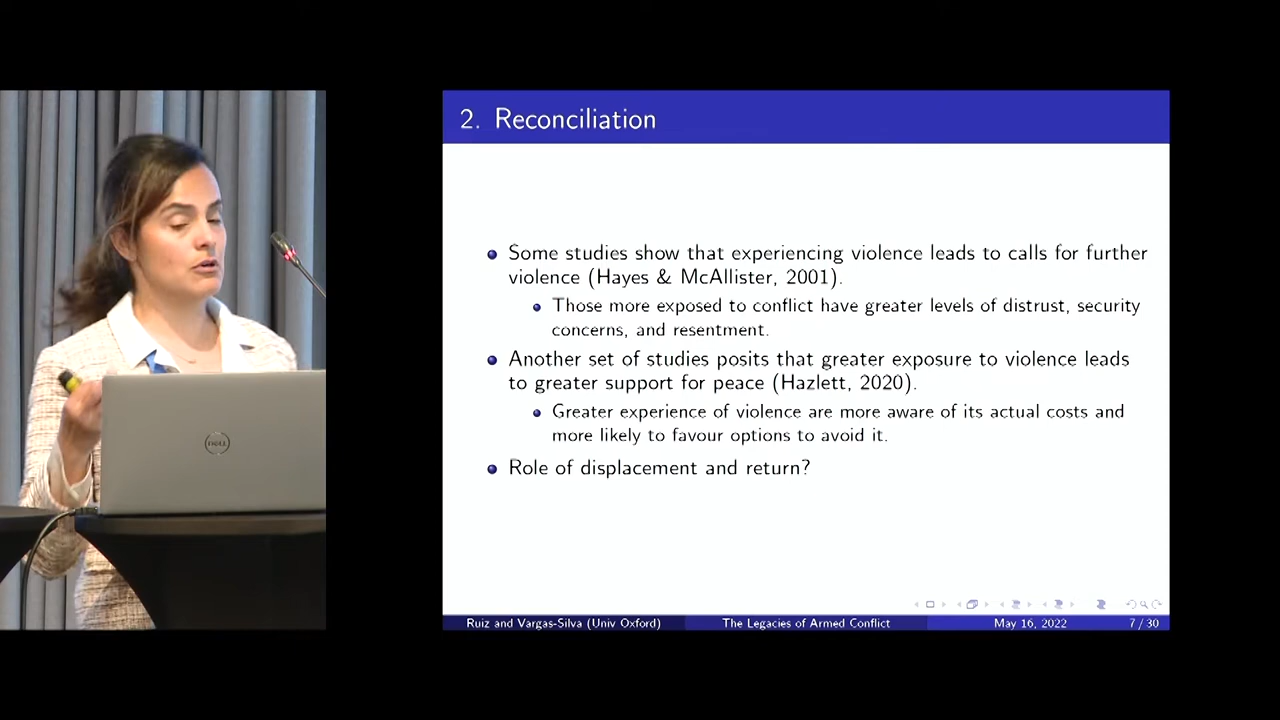 2. Reconciliation
Some studies show that experiencing violence leads to calls for further
violence (Hayes & McAllister, 2001).
Those more exposed to conflict have greater levels of distrust, security
concerns, and resentment.
Another set of studies posits that greater exposure to violence leads
to greater support for peace (Hazlett, 2020).
Greater experience of violence are more aware of its actual costs and
more likely to favour options to avoid it.
Role of displacement and return?
DELL
Ruiz and Vargas-Silva (Univ Oxford) The Legacies of Armed Conflict May 16, 2022 7 / 30